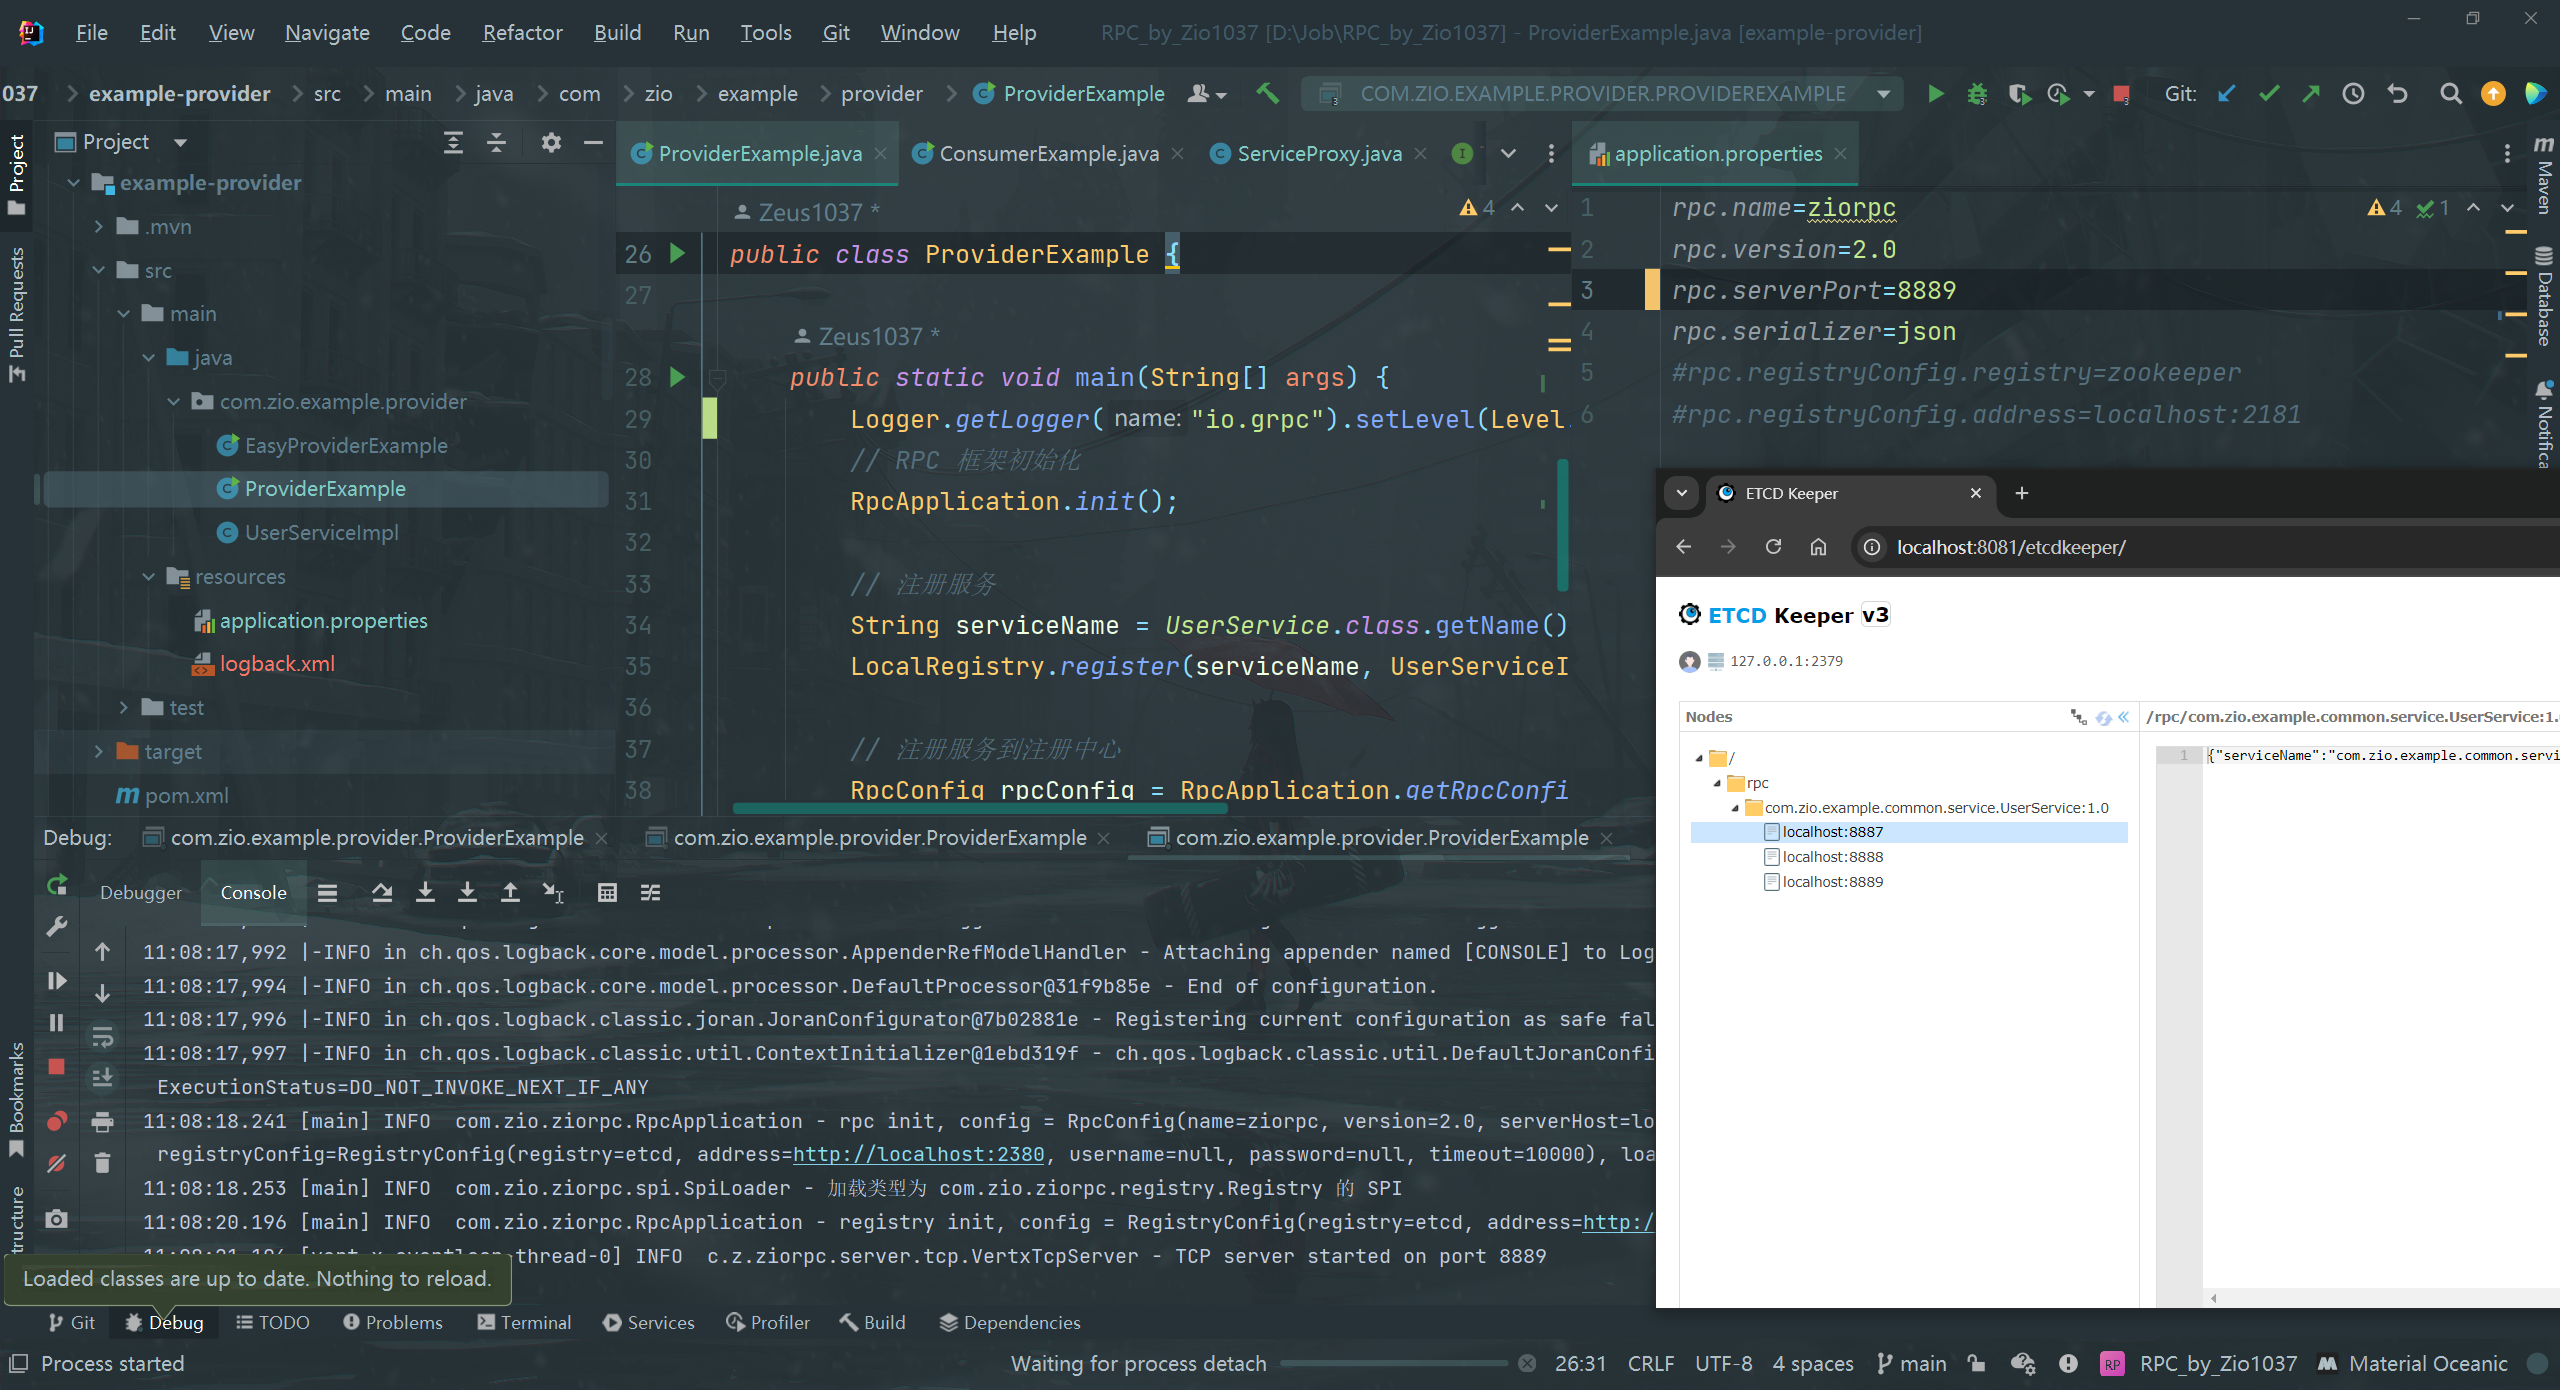 File Edit View Navigate Code Refactor Build Run Tools Git Window Help RPC_by_Zio1037 [D:\Job\RPC_by_Zio1037] - ProviderExample.java [example-provider]
037 example-provider src main java com zio example provider ProviderExample COM.ZIO.EXAMPLE.PROVIDER.PROVIDEREXAMPLE Git:
Project
Pull Requests
Bookmarks
tructure
Project
example-provider
.mvn
src
main
java
com.zio.example.provider
EasyProviderExample
ProviderExample
UserServiceImpl
resources
application.properties
logback.xml
test
target
pom.xml
ProviderExample.java ConsumerExample.java ServiceProxy.java
Zeus1037 * 4
26 public class ProviderExample {
27
Zeus1037 *
28 public static void main(String[] args) {
29 Logger.getLogger( name: "io.grpc").setLevel(Level.
30 // RPC 框架初始化
31 RpcApplication.init();
32
33 // 注册服务
34 String serviceName = UserService.class.getName()
35 LocalRegistry.register(serviceName, UserServiceI
36
37 // 注册服务到注册中心
38 RpcConfig rpcConfig = RpcApplication.getRpcConfi
application.properties
4 1
1 rpc.name=ziorpc
2 rpc.version=2.0
3 rpc.serverPort=8889
4 rpc.serializer=json
5 #rpc.registryConfig.registry=zookeeper
6 #rpc.registryConfig.address=localhost:2181
Maven
Database
Notifica
ETCD Keeper
localhost:8081/etcdkeeper/
ETCD Keeper v3
127.0.0.1:2379
Nodes
/
rpc
com.zio.example.common.service.UserService:1.0
localhost:8887
localhost:8888
localhost:8889
/rpc/com.zio.example.common.service.UserService:1.
1 {"serviceName":"com.zio.example.common.servi
Debug: com.zio.example.provider.ProviderExample com.zio.example.provider.ProviderExample com.zio.example.provider.ProviderExample
Debugger Console
11:08:17,992 |-INFO in ch.qos.logback.core.model.processor.AppenderRefModelHandler - Attaching appender named [CONSOLE] to Log
11:08:17,994 |-INFO in ch.qos.logback.core.model.processor.DefaultProcessor@31f9b85e - End of configuration.
11:08:17,996 |-INFO in ch.qos.logback.classic.joran.JoranConfigurator@7b02881e - Registering current configuration as safe fal
11:08:17,997 |-INFO in ch.qos.logback.classic.util.ContextInitializer@1ebd319f - ch.qos.logback.classic.util.DefaultJoranConfi
ExecutionStatus=DO_NOT_INVOKE_NEXT_IF_ANY
11:08:18.241 [main] INFO com.zio.ziorpc.RpcApplication - rpc init, config = RpcConfig(name=ziorpc, version=2.0, serverHost=lo
registryConfig=RegistryConfig(registry=etcd, address=http://localhost:2380, username=null, password=null, timeout=10000), loa
11:08:18.253 [main] INFO com.zio.ziorpc.spi.SpiLoader - 加载类型为 com.zio.ziorpc.registry.Registry 的 SPI
11:08:20.196 [main] INFO com.zio.ziorpc.RpcApplication - registry init, config = RegistryConfig(registry=etcd, address=http:/
thread-0] INFO c.z.ziorpc.server.tcp.VertxTcpServer - TCP server started on port 8889
Loaded classes are up to date. Nothing to reload.
Git Debug TODO Problems Terminal Services Profiler Build Dependencies
Process started Waiting for process detach 26:31 CRLF UTF-8 4 spaces main RP RPC_by_Zio1037 Material Oceanic